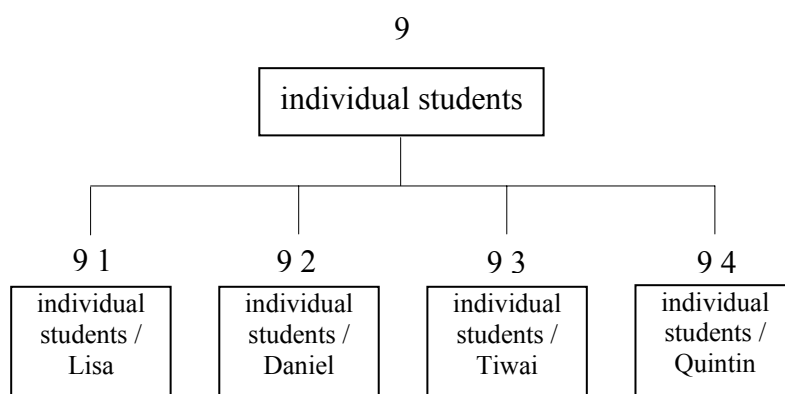 9
individual students
9 1
individual
students /
Lisa
9 2
individual
students /
Daniel
9 3
individual
students /
Tiwai
9 4
individual
students /
Quintin